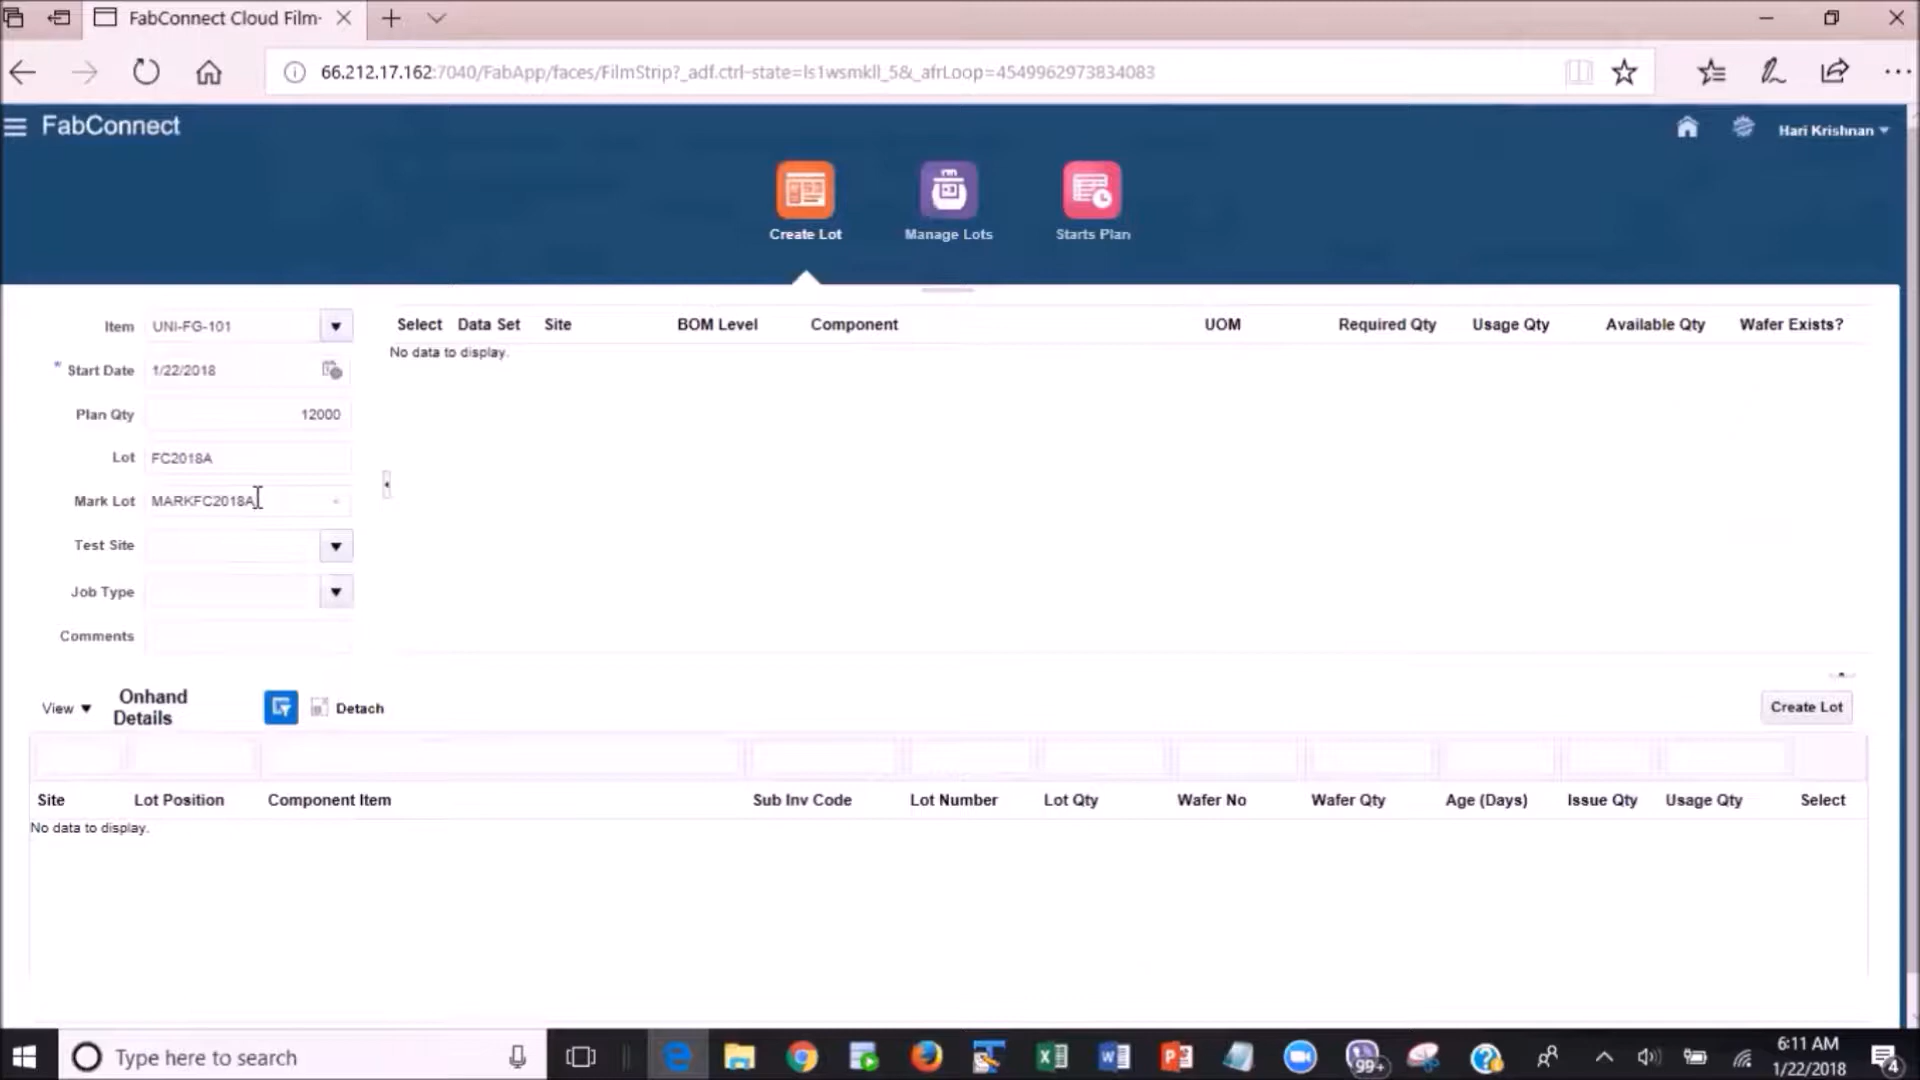 FabConnect Cloud Film-
66.212.17.162:7040/FabApp/faces/FilmStrip?_adf.ctrl-state=ls1wsmkll_5&_afrLoop=4549962973834083
FabConnect
Hari Krishnan
Create Lot
Manage Lots
Starts Plan
Item UNI-FG-101
* Start Date 1/22/2018
Plan Qty 12000
Lot FC2018A
Mark Lot MARKFC2018A
Test Site
Job Type
Comments
Select Data Set Site BOM Level Component UOM Required Qty Usage Qty Available Qty Wafer Exists?
No data to display.
View Onhand Details Detach Create Lot
Site Lot Position Component Item Sub Inv Code Lot Number Lot Qty Wafer No Wafer Qty Age (Days) Issue Qty Usage Qty Select
No data to display.
Type here to search
99+
6:11 AM
1/22/2018
4